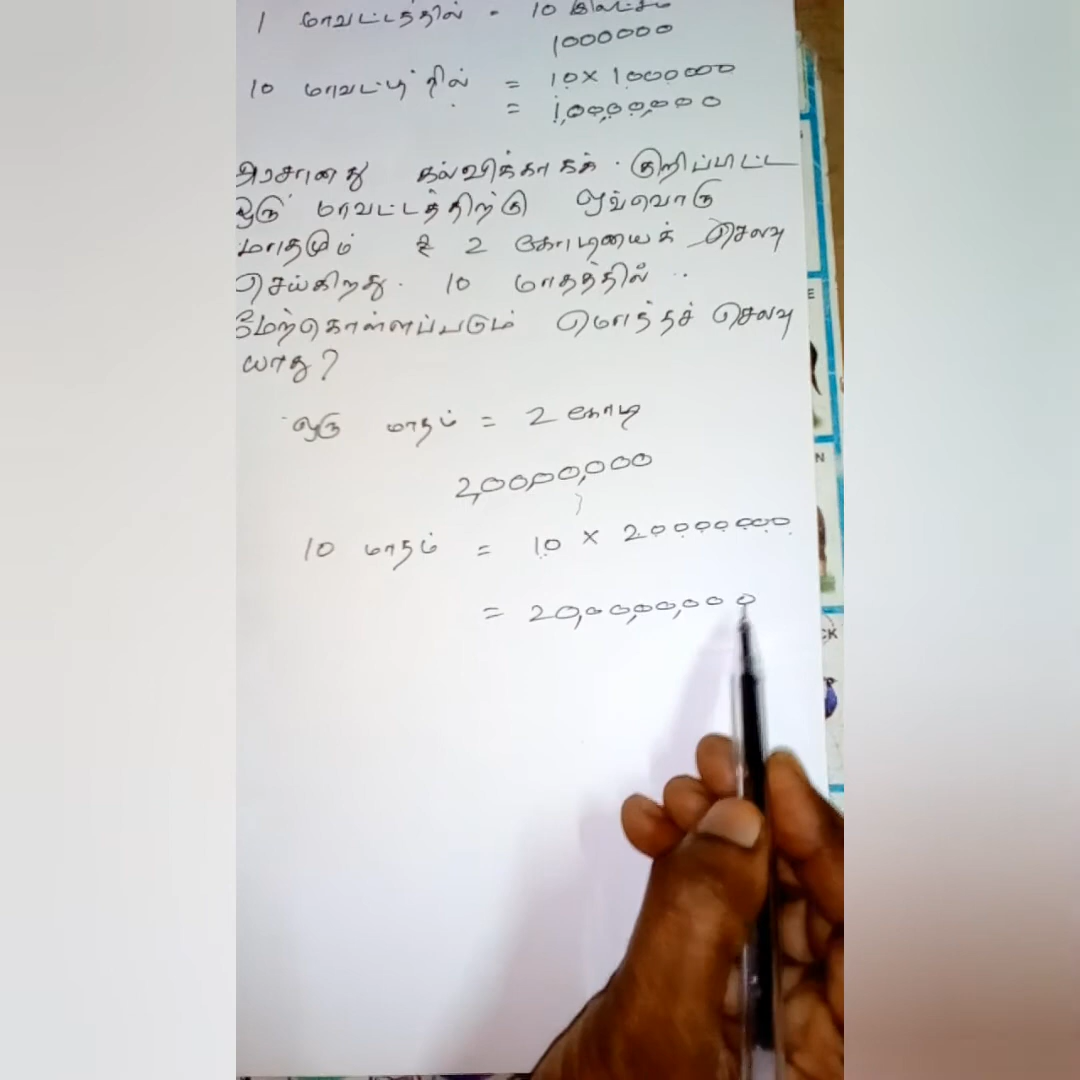 1 மாவட்டத்தில் = 10 இலட்சம்
1000000
10 மாவட்டத்தில் = 10 × 1000000
= 1,00,00,000
அரசானது கல்விக்காகக் குறிப்பிட்ட
ஒரு மாவட்டத்திற்கு ஒவ்வொரு
மாதமும் ₹ 2 கோடியைச் செலவு
செய்கிறது. 10 மாதத்தில்
மேற்கொள்ளப்படும் மொத்தச் செலவு
யாது?
ஒரு மாதம் = 2 கோடி
2,00,00,000
10 மாதம் = 10 × 20000000
= 20,00,00,000
E
N
CK